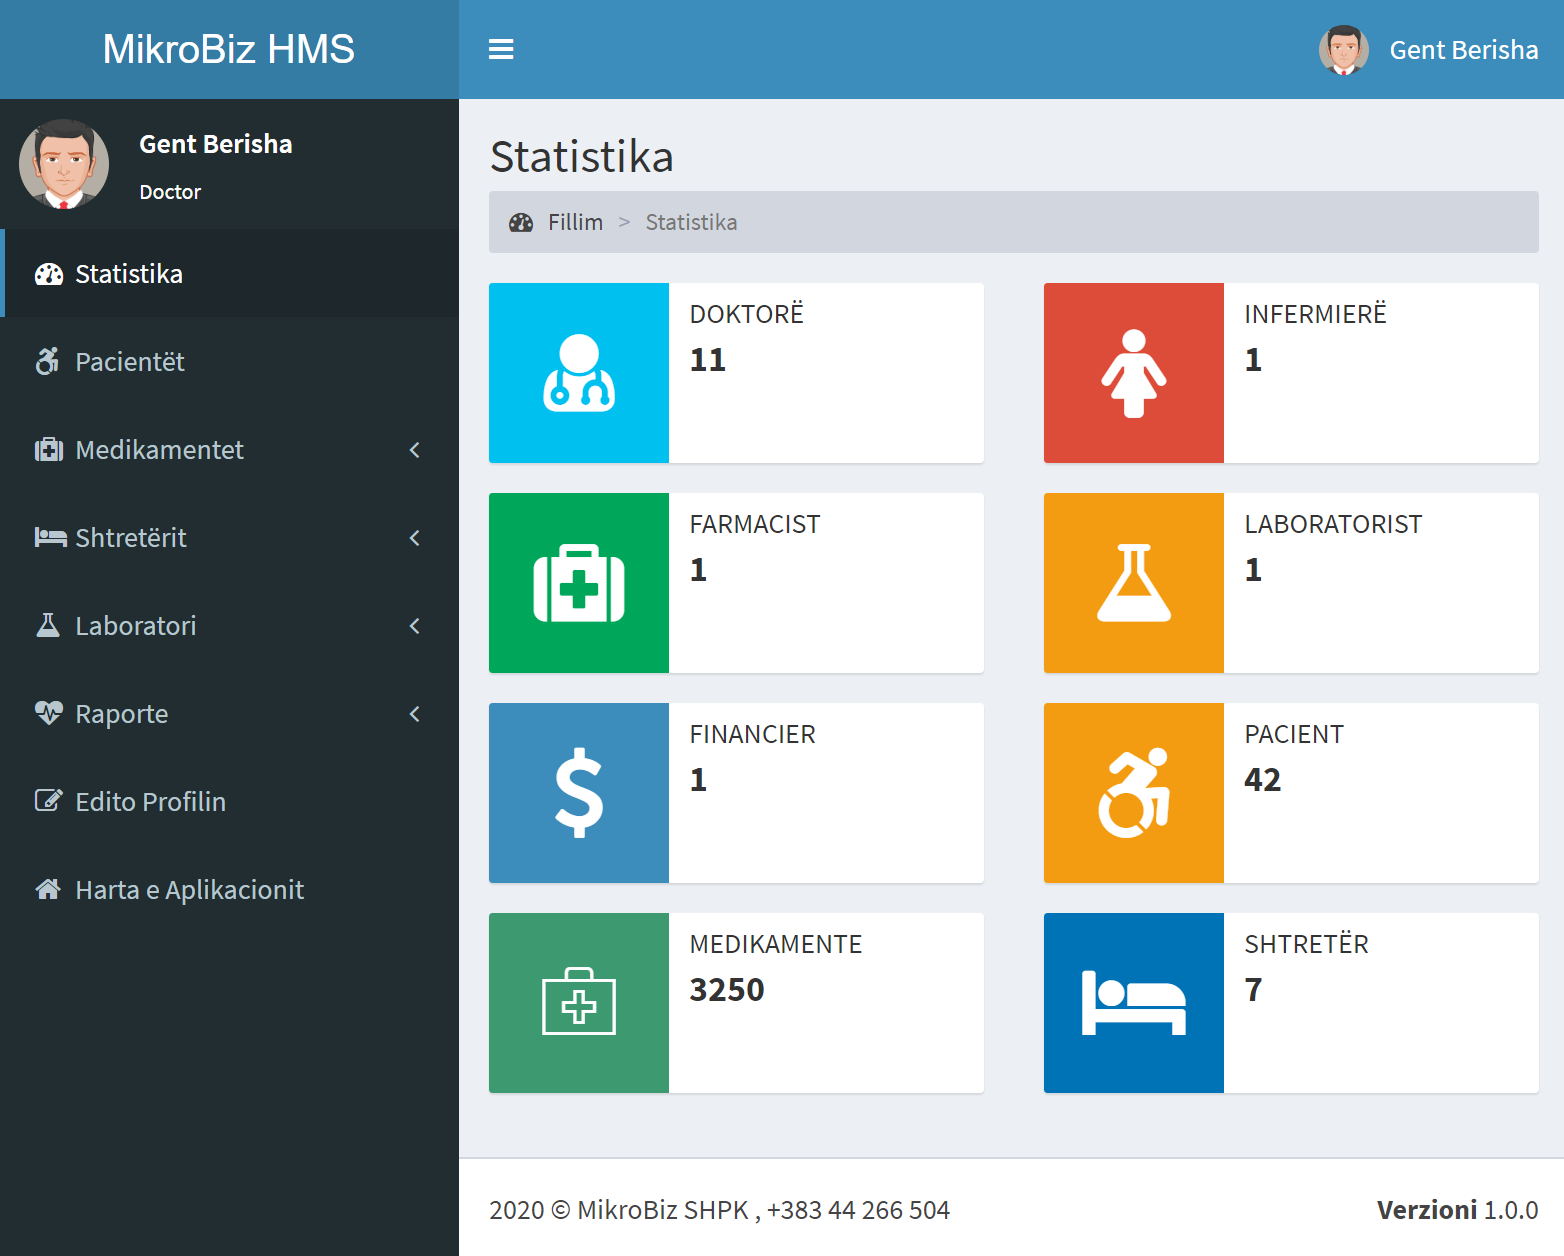 MikroBiz HMS
Gent Berisha
Gent Berisha
Doctor
Statistika
Pacientët
Medikamentet
Shtretërit
Laboratori
Raporte
Edito Profilin
Harta e Aplikacionit
Statistika
Fillim > Statistika
DOKTORË
11
INFERMIERË
1
FARMACIST
1
LABORATORIST
1
FINANCIER
1
PACIENT
42
MEDIKAMENTE
3250
SHTRETËR
7
2020 © MikroBiz SHPK , +383 44 266 504
Verzioni 1.0.0